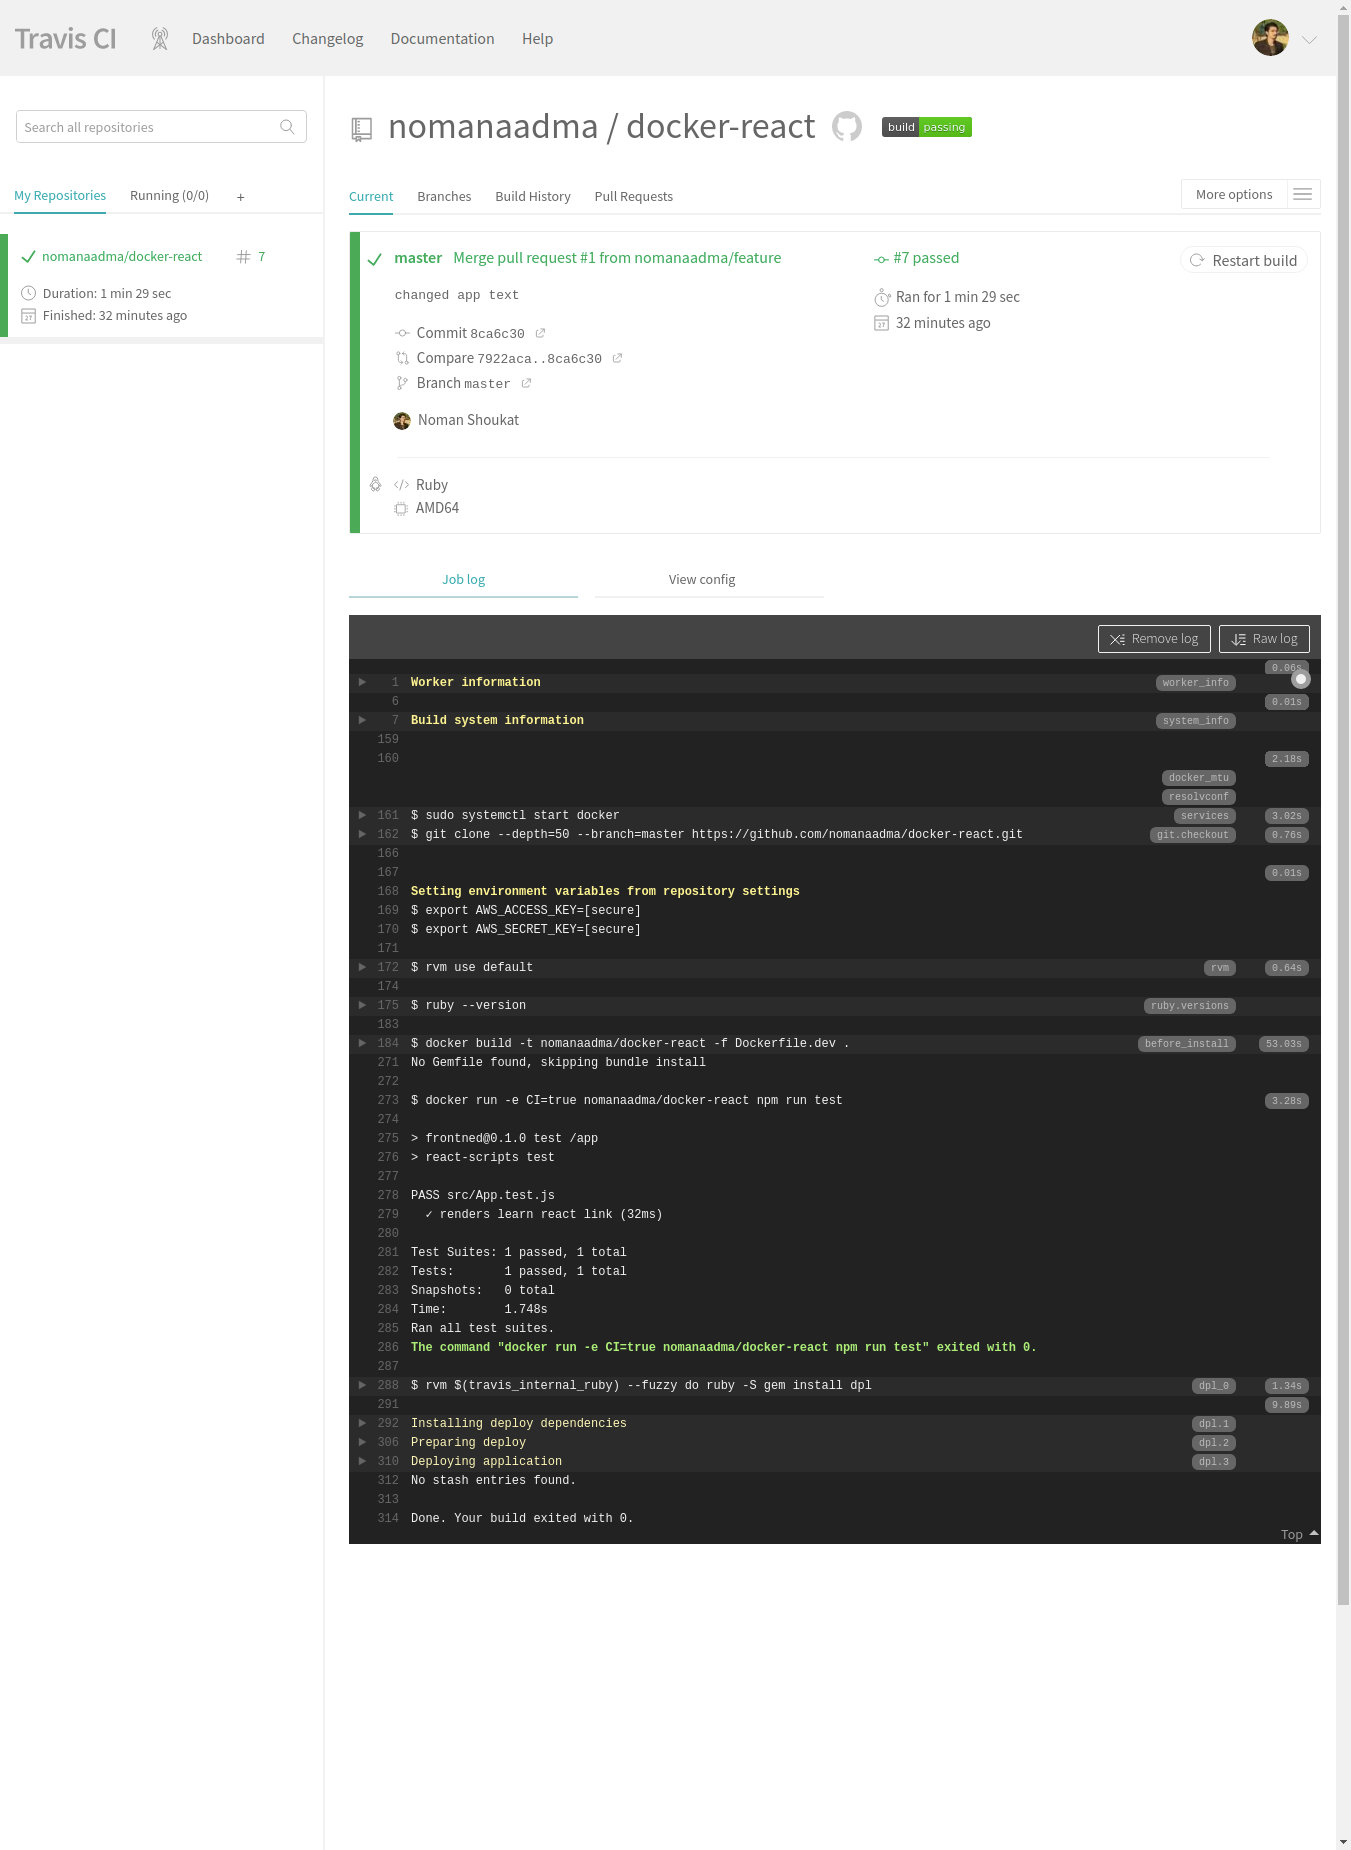 Travis CI
Dashboard Changelog Documentation Help
Search all repositories
My Repositories Running (0/0) +
nomanaadma/docker-react # 7
Duration: 1 min 29 sec
Finished: 32 minutes ago
nomanaadma / docker-react build passing
Current Branches Build History Pull Requests More options
master Merge pull request #1 from nomanaadma/feature
changed app text
Commit 8ca6c30
Compare 7922aca..8ca6c30
Branch master
Noman Shoukat
#7 passed
Ran for 1 min 29 sec
32 minutes ago
Restart build
Ruby
AMD64
Job log View config
Remove log Raw log
0.06s
1 Worker information worker_info
6 0.01s
7 Build system information system_info
159
160 2.18s
docker_mtu
resolvconf
161 $ sudo systemctl start docker services 3.02s
162 $ git clone --depth=50 --branch=master https://github.com/nomanaadma/docker-react.git git.checkout 0.76s
166
167 0.01s
168 Setting environment variables from repository settings
169 $ export AWS_ACCESS_KEY=[secure]
170 $ export AWS_SECRET_KEY=[secure]
171
172 $ rvm use default rvm 0.64s
174
175 $ ruby --version ruby.versions
183
184 $ docker build -t nomanaadma/docker-react -f Dockerfile.dev . before_install 53.03s
271 No Gemfile found, skipping bundle install
272
273 $ docker run -e CI=true nomanaadma/docker-react npm run test 3.28s
274
275 > frontned@0.1.0 test /app
276 > react-scripts test
277
278 PASS src/App.test.js
279 ✓ renders learn react link (32ms)
280
281 Test Suites: 1 passed, 1 total
282 Tests: 1 passed, 1 total
283 Snapshots: 0 total
284 Time: 1.748s
285 Ran all test suites.
286 The command "docker run -e CI=true nomanaadma/docker-react npm run test" exited with 0.
287
288 $ rvm $(travis_internal_ruby) --fuzzy do ruby -S gem install dpl dpl_0 1.34s
291 9.89s
292 Installing deploy dependencies dpl.1
306 Preparing deploy dpl.2
310 Deploying application dpl.3
312 No stash entries found.
313
314 Done. Your build exited with 0.
Top